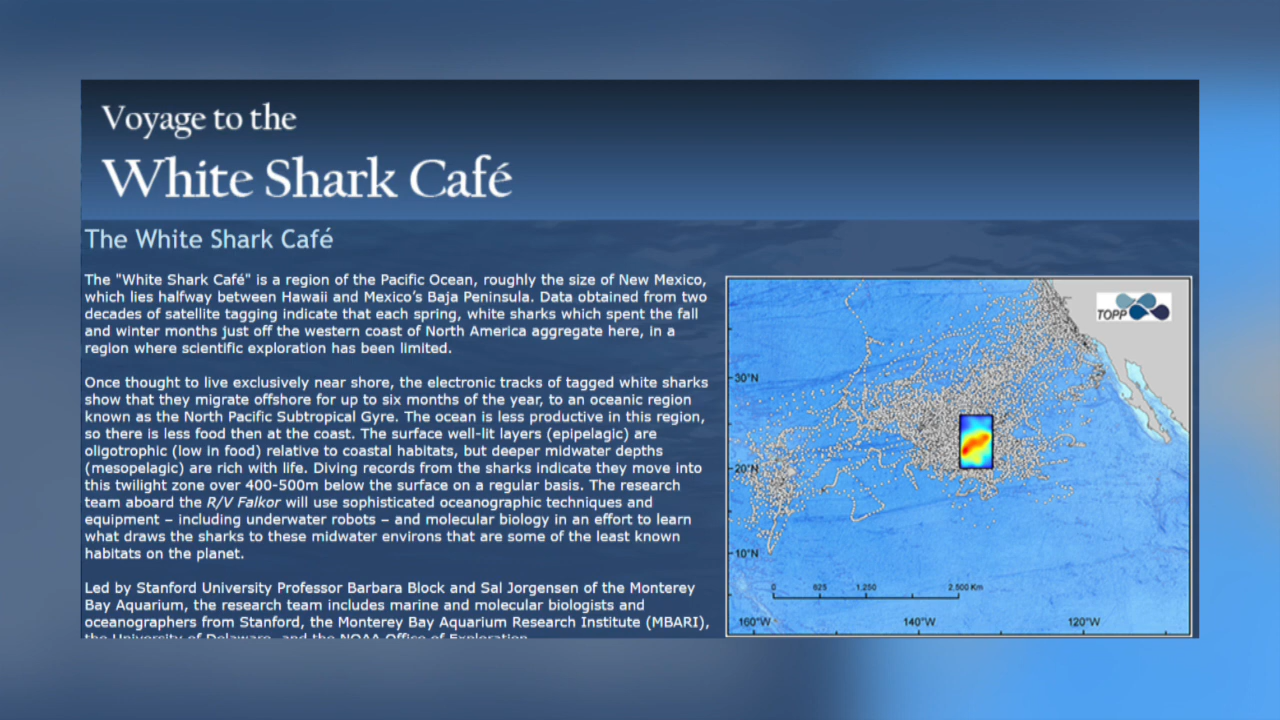 Voyage to the
White Shark Café
The White Shark Café
The "White Shark Café" is a region of the Pacific Ocean, roughly the size of New Mexico,
which lies halfway between Hawaii and Mexico's Baja Peninsula. Data obtained from two
decades of satellite tagging indicate that each spring, white sharks which spent the fall
and winter months just off the western coast of North America aggregate here, in a
region where scientific exploration has been limited.
Once thought to live exclusively near shore, the electronic tracks of tagged white sharks
show that they migrate offshore for up to six months of the year, to an oceanic region
known as the North Pacific Subtropical Gyre. The ocean is less productive in this region,
so there is less food then at the coast. The surface well-lit layers (epipelagic) are
oligotrophic (low in food) relative to coastal habitats, but deeper midwater depths
(mesopelagic) are rich with life. Diving records from the sharks indicate they move into
this twilight zone over 400-500m below the surface on a regular basis. The research
team aboard the R/V Falkor will use sophisticated oceanographic techniques and
equipment – including underwater robots – and molecular biology in an effort to learn
what draws the sharks to these midwater environs that are some of the least known
habitats on the planet.
Led by Stanford University Professor Barbara Block and Sal Jorgensen of the Monterey
Bay Aquarium, the research team includes marine and molecular biologists and
oceanographers from Stanford, the Monterey Bay Aquarium Research Institute (MBARI),
the University of Delaware, and the NOAA Office of Exploration
TOPP
30°N
20°N
10°N
0 625 1,250 2,500 Km
160°W 140°W 120°W